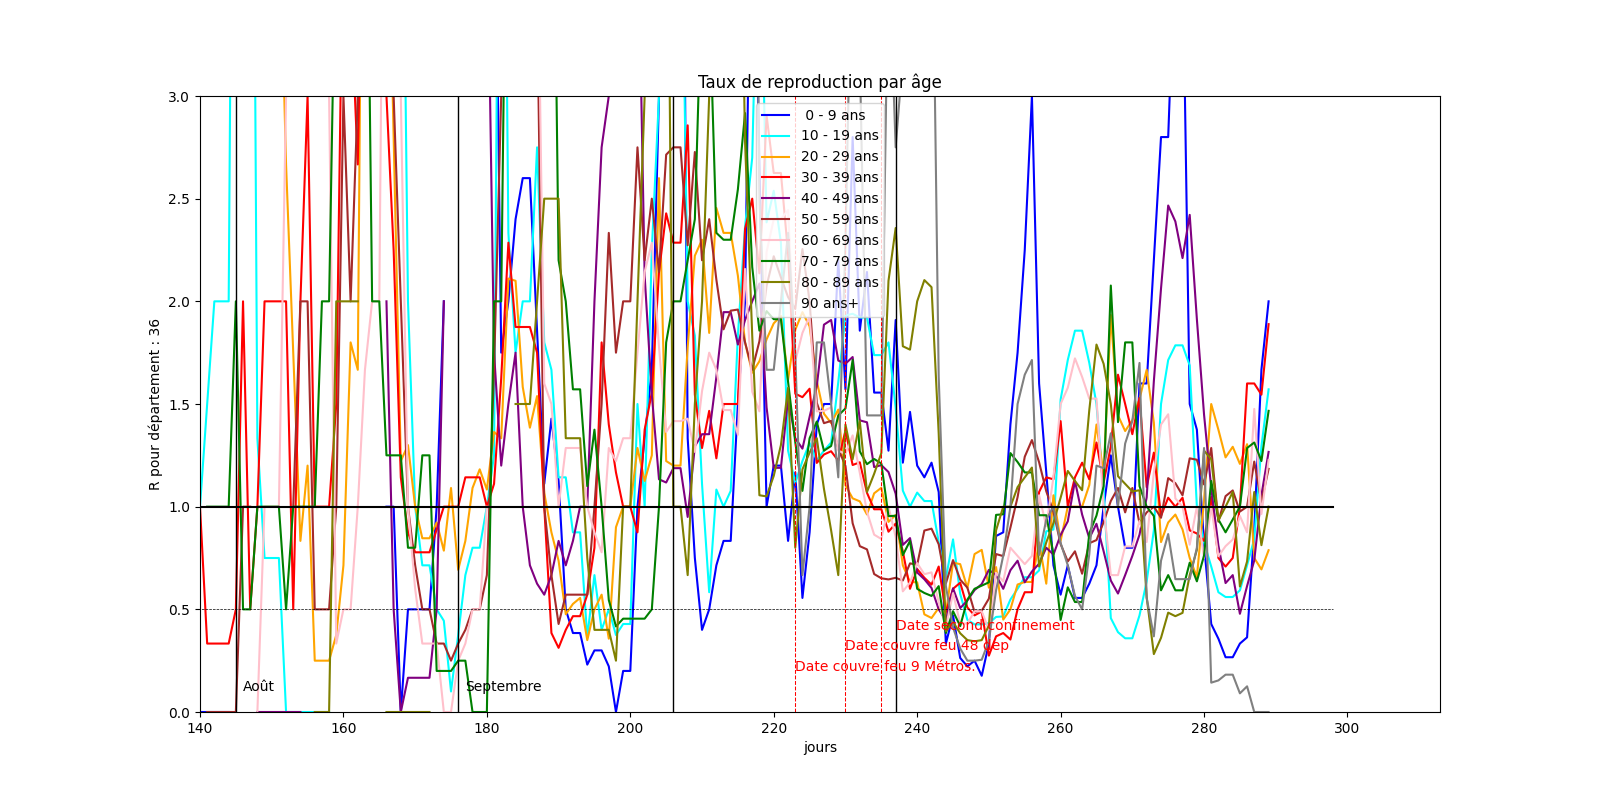 Taux de reproduction par âge
3.0
2.5
2.0
1.5
1.0
0.5
0.0
R pour département : 36
0 - 9 ans
10 - 19 ans
20 - 29 ans
30 - 39 ans
40 - 49 ans
50 - 59 ans
60 - 69 ans
70 - 79 ans
80 - 89 ans
90 ans+
Date second confinement
Date couvre feu 48 dep
Date couvre feu 9 Métros.
Août
Septembre
140
160
180
200
220
240
260
280
300
jours